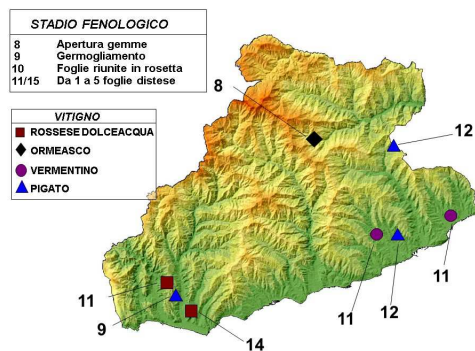 STADIO FENOLOGICO
8 Apertura gemme
9 Germogliamento
10 Foglie riunite in rosetta
11/15 Da 1 a 5 foglie distese
VITIGNO
ROSSESE DOLCEACQUA
ORMEASCO
VERMENTINO
PIGATO
8
12
11
9
14
11
12
11